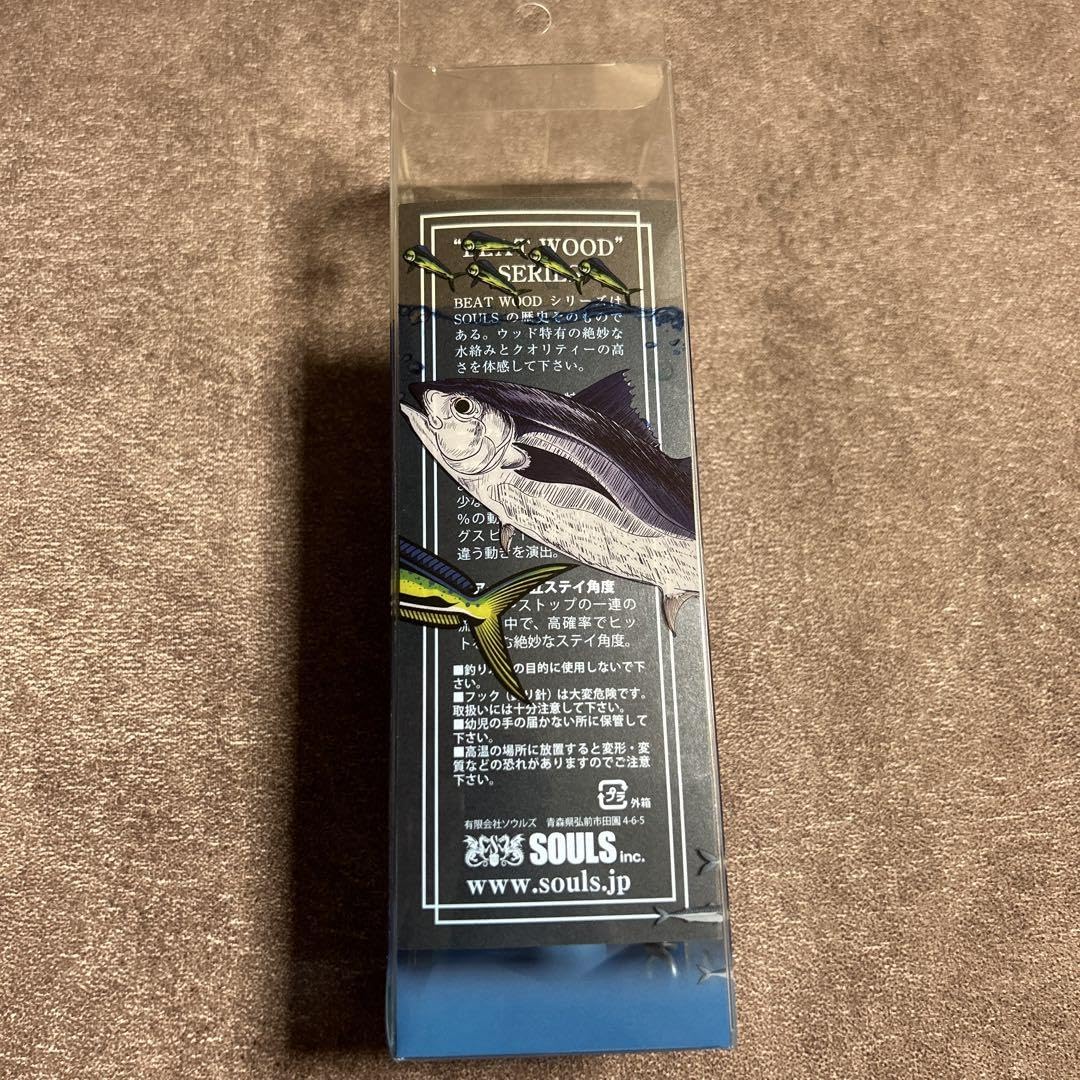 "BEAT WOOD"
SERIES
BEAT WOOD シリーズは
SOULS の歴史そのもので
ある。ウッド特有の絶妙な
水絡みとクオリティーの高
さを体感して下さい。
少な
%の動
グスピ
違う動きを演出。
ステイ角度
ストップの一連の
中で、高確率でヒッ
む絶妙なステイ角度。
■釣り の目的に使用しないで下
さい。
■フック(釣り針)は大変危険です。
取扱いには十分注意して下さい。
■幼児の手の届かない所に保管して
下さい。
■高温の場所に放置すると変形・変
質などの恐れがありますのでご注意
下さい。
プラ 外箱
有限会社ソウルズ 青森県弘前市田園 4-6-5
SOULS inc.
www.souls.jp